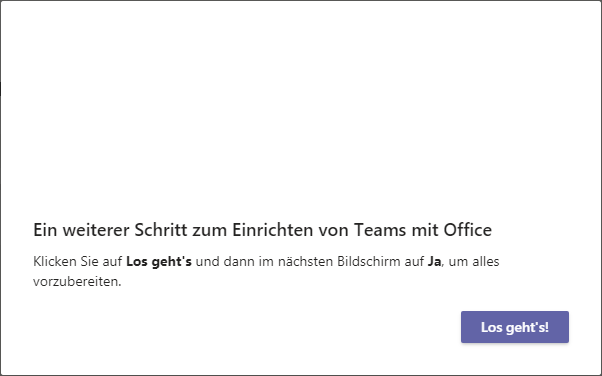 Ein weiterer Schritt zum Einrichten von Teams mit Office
Klicken Sie auf Los geht's und dann im nächsten Bildschirm auf Ja, um alles
vorzubereiten.
Los geht's!